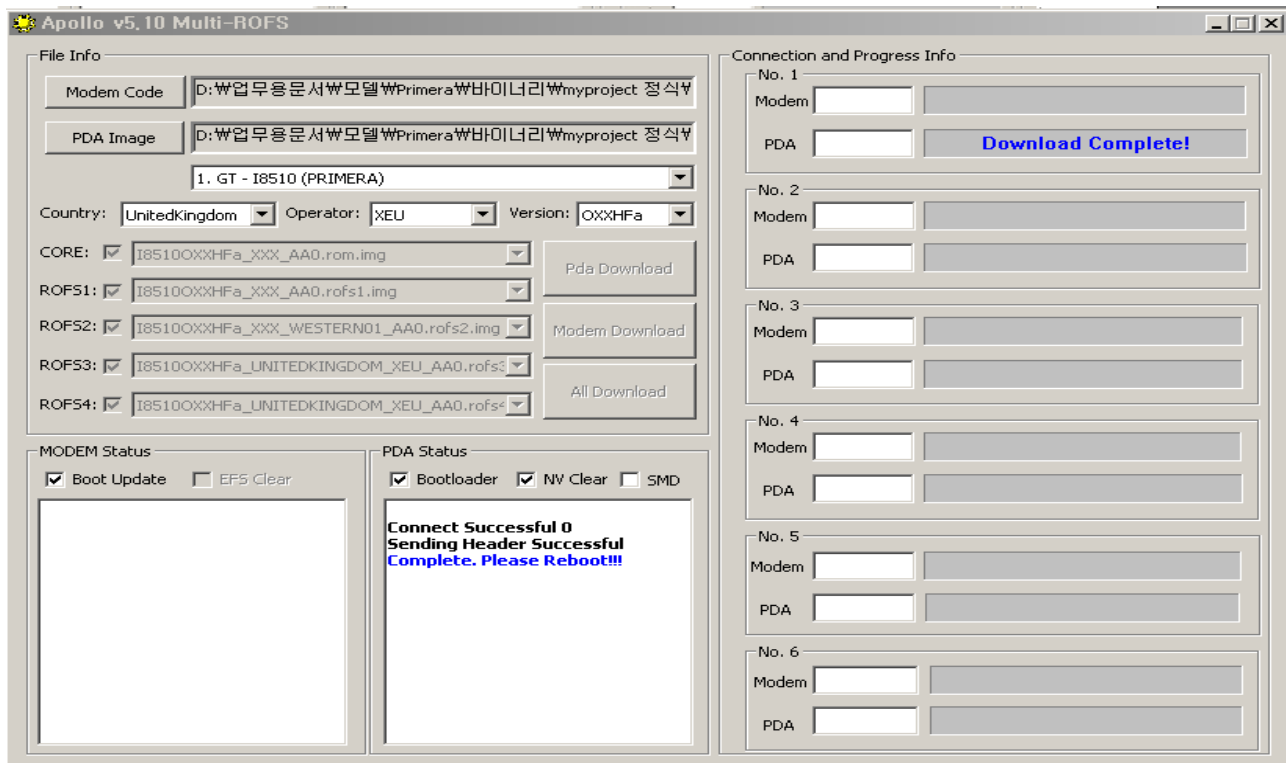 Apollo v5,10 Multi-ROFS
File Info
Modem Code D:₩업무용문서₩모델₩Primera₩바이너리₩myproject 정식₩
PDA Image D:₩업무용문서₩모델₩Primera₩바이너리₩myproject 정식₩
1. GT - I8510 (PRIMERA)
Country: UnitedKingdom Operator: XEU Version: OXXHFa
CORE: I8510OXXHFa_XXX_AA0.rom.img
ROFS1: I8510OXXHFa_XXX_AA0.rofs1.img
ROFS2: I8510OXXHFa_XXX_WESTERN01_AA0.rofs2.img
ROFS3: I8510OXXHFa_UNITEDKINGDOM_XEU_AA0.rofs3
ROFS4: I8510OXXHFa_UNITEDKINGDOM_XEU_AA0.rofs4
Pda Download
Modem Download
All Download
MODEM Status
Boot Update EFS Clear
PDA Status
Bootloader NV Clear SMD
Connect Successful 0
Sending Header Successful
Complete. Please Reboot!!!
Connection and Progress Info
No. 1
Modem
PDA Download Complete!
No. 2
Modem
PDA
No. 3
Modem
PDA
No. 4
Modem
PDA
No. 5
Modem
PDA
No. 6
Modem
PDA